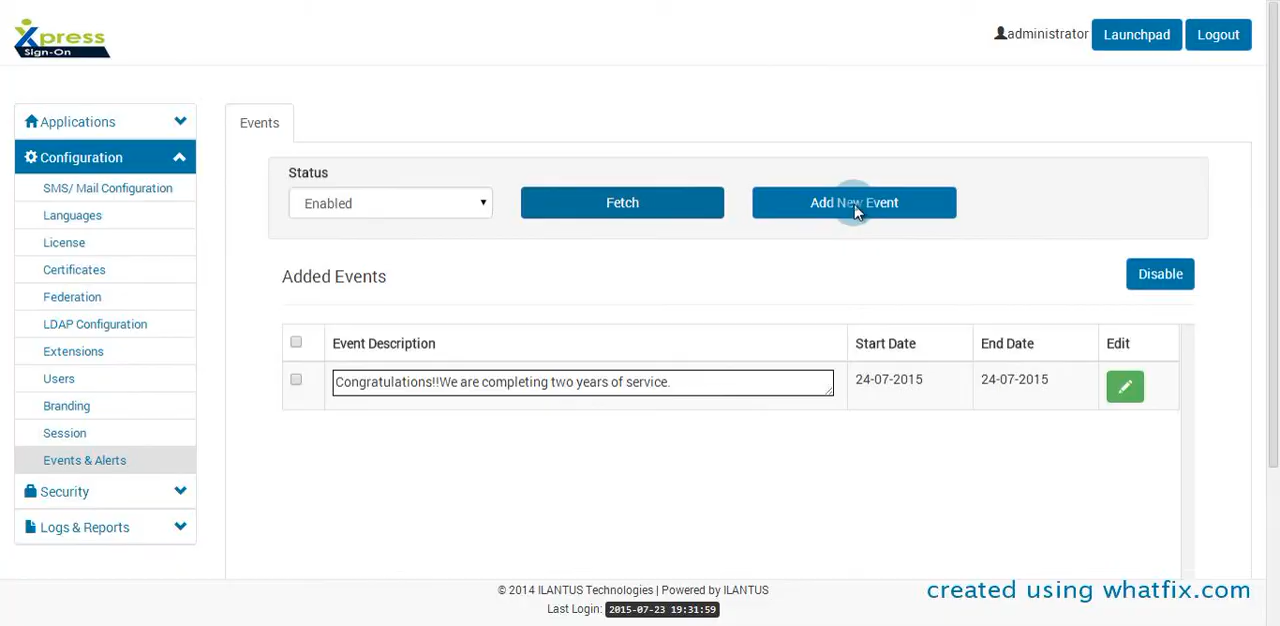 Xpress
Sign-On
administrator
Launchpad
Logout
Applications
Configuration
SMS/ Mail Configuration
Languages
License
Certificates
Federation
LDAP Configuration
Extensions
Users
Branding
Session
Events & Alerts
Security
Logs & Reports
Events
Status
Enabled
Fetch
Add New Event
Added Events
Disable
Event Description Start Date End Date Edit
Congratulations!!We are completing two years of service. 24-07-2015 24-07-2015
© 2014 ILANTUS Technologies | Powered by ILANTUS
Last Login: 2015-07-23 19:31:59
created using whatfix.com